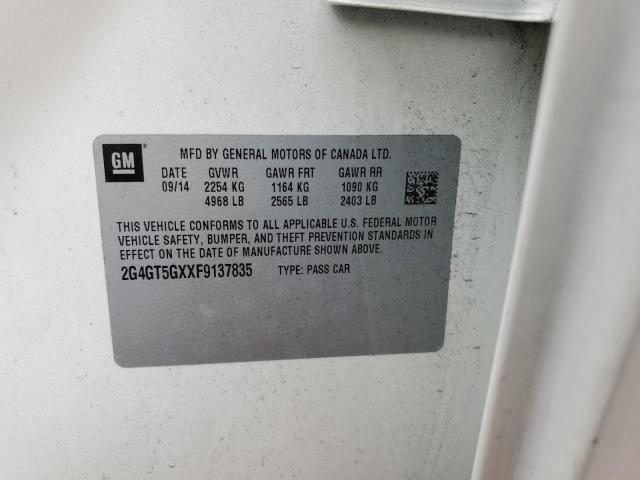 GM
MFD BY GENERAL MOTORS OF CANADA LTD.
DATE GVWR GAWR FRT GAWR RR
09/14 2254 KG 1164 KG 1090 KG
4968 LB 2565 LB 2403 LB
THIS VEHICLE CONFORMS TO ALL APPLICABLE U.S. FEDERAL MOTOR
VEHICLE SAFETY, BUMPER, AND THEFT PREVENTION STANDARDS IN
EFFECT ON THE DATE OF MANUFACTURE SHOWN ABOVE.
2G4GT5GXXF9137835 TYPE: PASS CAR